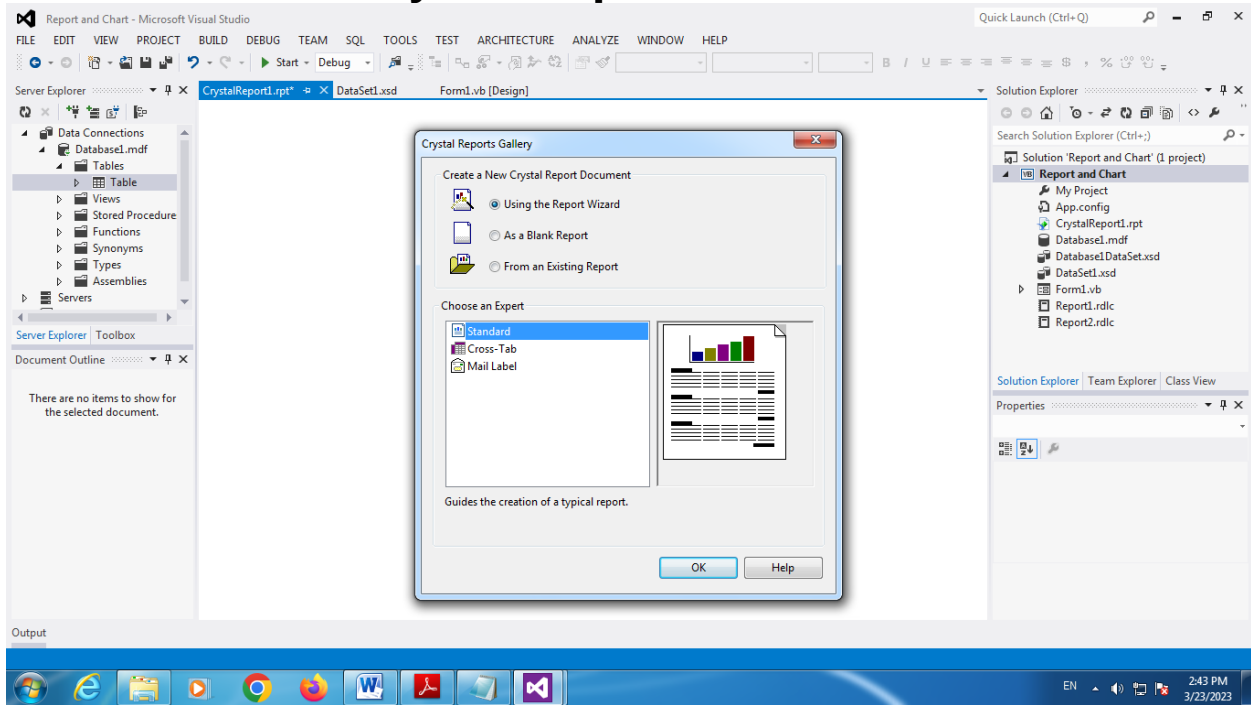 Report and Chart - Microsoft Visual Studio
Quick Launch (Ctrl+Q)
FILE EDIT VIEW PROJECT BUILD DEBUG TEAM SQL TOOLS TEST ARCHITECTURE ANALYZE WINDOW HELP
Start - Debug
Server Explorer
CrystalReport1.rpt* DataSet1.xsd Form1.vb [Design]
Data Connections
Database1.mdf
Tables
Table
Views
Stored Procedure
Functions
Synonyms
Types
Assemblies
Servers
Server Explorer Toolbox
Document Outline
There are no items to show for
the selected document.
Crystal Reports Gallery
Create a New Crystal Report Document
Using the Report Wizard
As a Blank Report
From an Existing Report
Choose an Expert
Standard
Cross-Tab
Mail Label
Guides the creation of a typical report.
OK Help
Solution Explorer
Search Solution Explorer (Ctrl+;)
Solution 'Report and Chart' (1 project)
VB Report and Chart
My Project
App.config
CrystalReport1.rpt
Database1.mdf
Database1DataSet.xsd
DataSet1.xsd
Form1.vb
Report1.rdlc
Report2.rdlc
Solution Explorer Team Explorer Class View
Properties
Output
EN
2:43 PM
3/23/2023